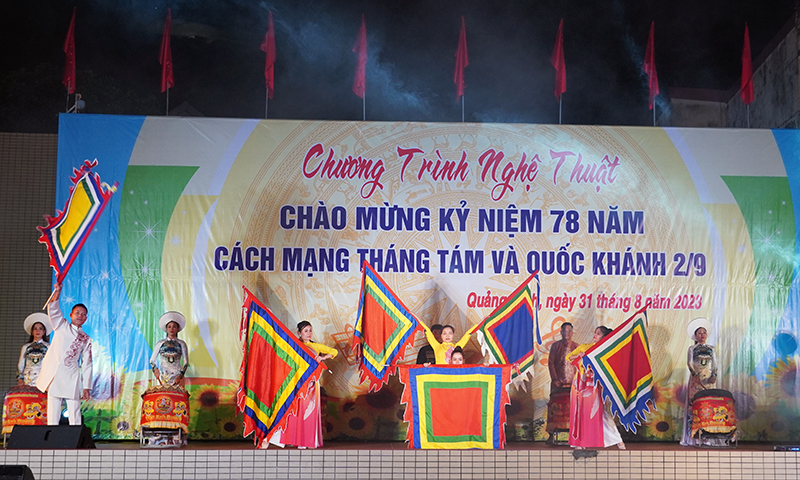 Chương Trình Nghệ Thuật
CHÀO MỪNG KỶ NIỆM 78 NĂM
CÁCH MẠNG THÁNG TÁM VÀ QUỐC KHÁNH 2/9
Quảng ngày 31 tháng 8 năm 2023